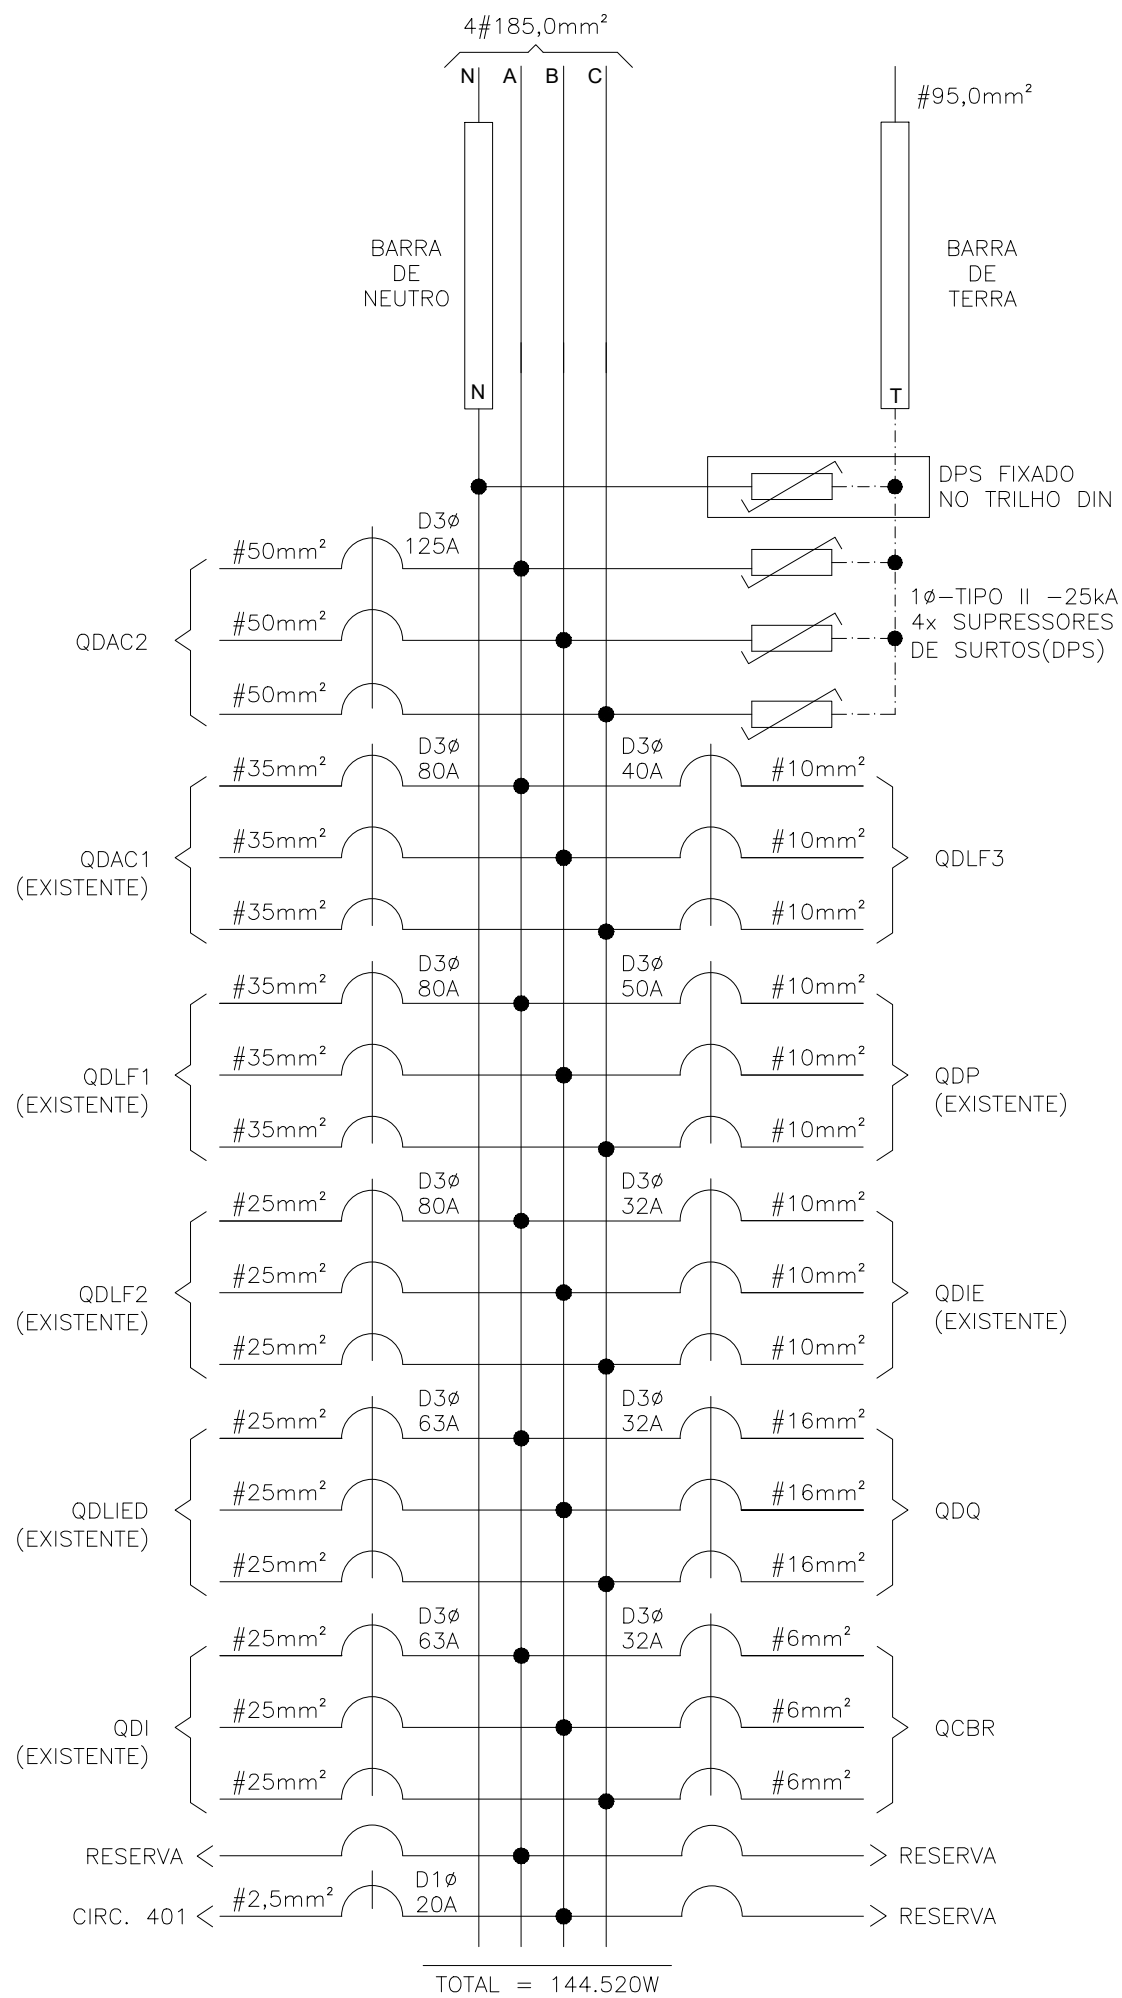 4#185,0mm²
N A B C
#95,0mm²
BARRA
DE
NEUTRO
BARRA
DE
TERRA
N
T
DPS FIXADO
NO TRILHO DIN
D3ø
125A
#50mm²
#50mm²
#50mm²
QDAC2
1ø-TIPO II -25kA
4x SUPRESSORES
DE SURTOS(DPS)
D3ø
80A
#35mm²
#35mm²
#35mm²
QDAC1
(EXISTENTE)
D3ø
40A
#10mm²
#10mm²
#10mm²
QDLF3
D3ø
80A
#35mm²
#35mm²
#35mm²
QDLF1
(EXISTENTE)
D3ø
50A
#10mm²
#10mm²
#10mm²
QDP
(EXISTENTE)
D3ø
80A
#25mm²
#25mm²
#25mm²
QDLF2
(EXISTENTE)
D3ø
32A
#10mm²
#10mm²
#10mm²
QDIE
(EXISTENTE)
D3ø
63A
#25mm²
#25mm²
#25mm²
QDLIED
(EXISTENTE)
D3ø
32A
#16mm²
#16mm²
#16mm²
QDQ
D3ø
63A
#25mm²
#25mm²
#25mm²
QDI
(EXISTENTE)
D3ø
32A
#6mm²
#6mm²
#6mm²
QCBR
RESERVA
RESERVA
D1ø
20A
#2,5mm²
CIRC. 401
RESERVA
TOTAL = 144.520W